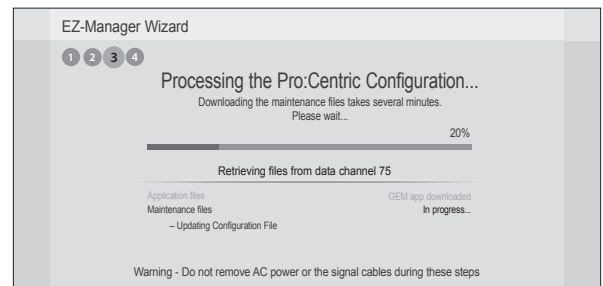 EZ-Manager Wizard
1 2 3 4
Processing the Pro:Centric Configuration...
Downloading the maintenance files takes several minutes.
Please wait...
20%
Retrieving files from data channel 75
Application files GEM app downloaded
Maintenance files In progress...
– Updating Configuration File
Warning - Do not remove AC power or the signal cables during these steps